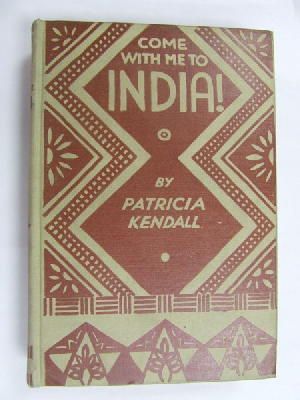 COME
WITH ME TO
INDIA!
BY
PATRICIA
KENDALL